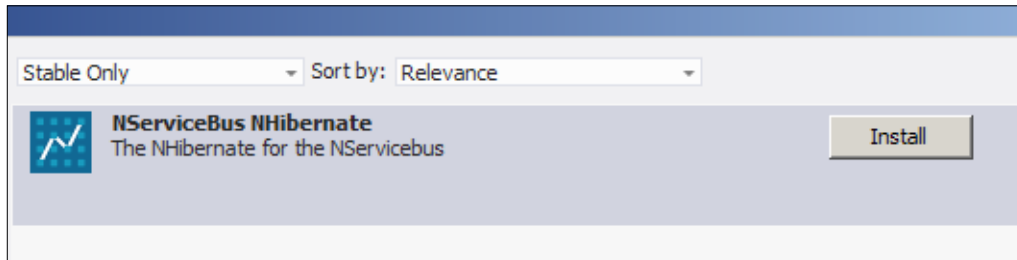 Stable Only Sort by: Relevance
NServiceBus NHibernate
The NHibernate for the NServicebus
Install